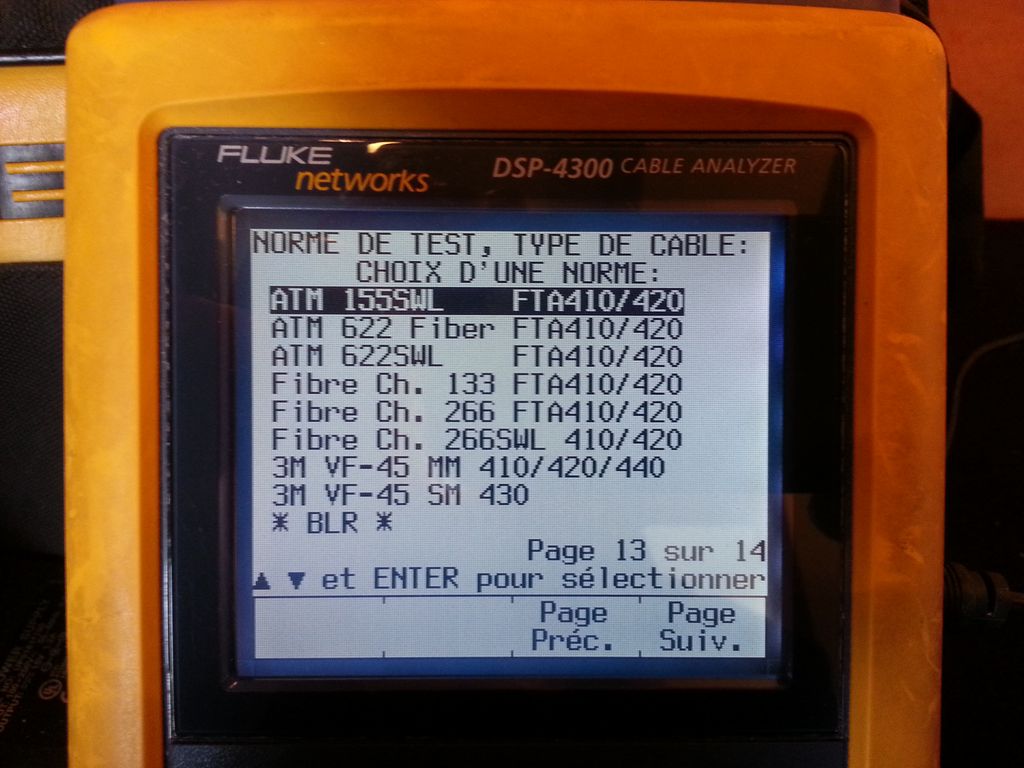 FLUKE
networks
DSP-4300 CABLE ANALYZER
NORME DE TEST, TYPE DE CABLE:
CHOIX D'UNE NORME:
ATM 155SWL FTA410/420
ATM 622 Fiber FTA410/420
ATM 622SWL FTA410/420
Fibre Ch. 133 FTA410/420
Fibre Ch. 266 FTA410/420
Fibre Ch. 266SWL 410/420
3M VF-45 MM 410/420/440
3M VF-45 SM 430
* BLR *
Page 13 sur 14
▲ ▼ et ENTER pour sélectionner
Page Préc.
Page Suiv.